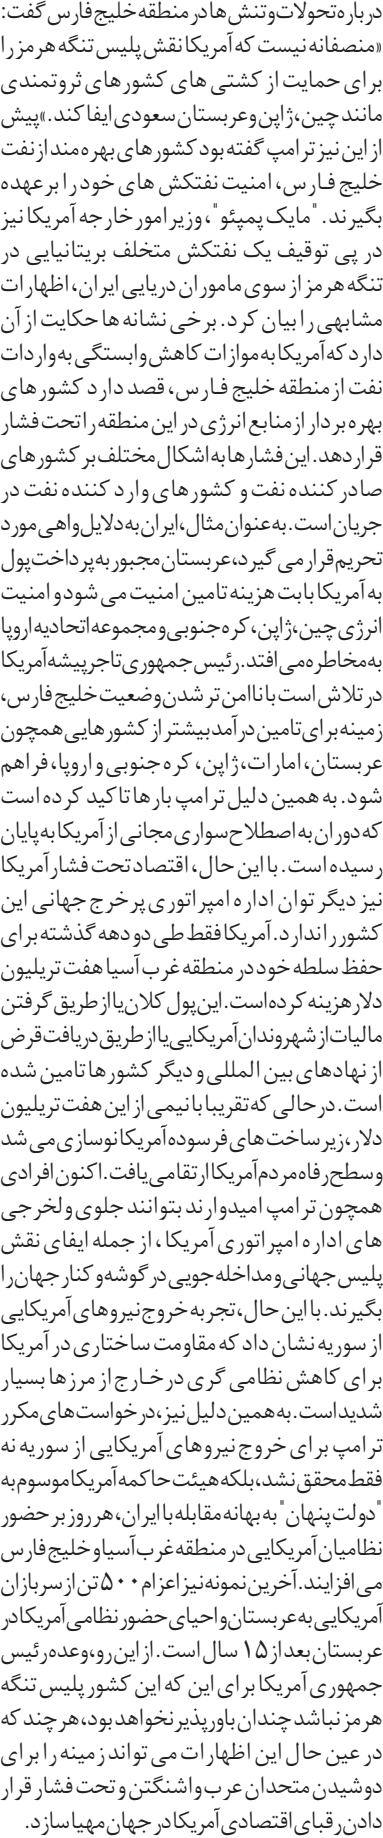 درباره‌تحولات‌وتنش‌هادر‌منطقه‌خلیج‌فارس‌گفت:
«منصفانه نیست که آمریکا نقش پلیس تنگه هرمز را
برای حمایت از کشتی های کشورهای ثروتمندی
مانند چین، ژاپن و عربستان سعودی ایفا کند.» پیش
از این نیز ترامپ گفته بود کشورهای بهره مند از نفت
خلیج فارس، امنیت نفتکش های خود را بر عهده
بگیرند. "مایک پمپئو"، وزیر امور خارجه آمریکا نیز
در پی توقیف یک نفتکش متخلف بریتانیایی در
تنگه هرمز از سوی ماموران دریایی ایران، اظهارات
مشابهی را بیان کرد. برخی نشانه ها حکایت از آن
دارد که آمریکا به موازات کاهش وابستگی به واردات
نفت از منطقه خلیج فارس، قصد دارد کشورهای
بهره بردار از منابع انرژی در این منطقه را تحت فشار
قرار دهد. این فشارها به اشکال مختلف بر کشورهای
صادر کننده نفت و کشورهای وارد کننده نفت در
جریان است. به عنوان مثال، ایران به دلایل واهی مورد
تحریم قرار می گیرد، عربستان مجبور به پرداخت پول
به آمریکا بابت هزینه تامین امنیت می شود و امنیت
انرژی چین، ژاپن، کره جنوبی و مجموعه اتحادیه اروپا
به مخاطره می افتد. رئیس جمهوری تاجر پیشه آمریکا
در تلاش است با ناامن تر شدن وضعیت خلیج فارس،
زمینه برای تامین درآمد بیشتر از کشورهایی همچون
عربستان، امارات، ژاپن، کره جنوبی و اروپا، فراهم
شود. به همین دلیل ترامپ بارها تاکید کرده است
که دوران به اصطلاح سواری مجانی از آمریکا به پایان
رسیده است. با این حال، اقتصاد تحت فشار آمریکا
نیز دیگر توان اداره امپراتوری پر خرج جهانی این
کشور را ندارد. آمریکا فقط طی دو دهه گذشته برای
حفظ سلطه خود در منطقه غرب آسیا هفت تریلیون
دلار هزینه کرده است. این پول کلان یا از طریق گرفتن
مالیات از شهروندان آمریکایی یا از طریق دریافت قرض
از نهادهای بین المللی و دیگر کشورها تامین شده
است. در حالی که تقریبا با نیمی از این هفت تریلیون
دلار، زیر ساخت های فرسوده آمریکا نوسازی می شد
و سطح رفاه مردم آمریکا ارتقا می یافت. اکنون افرادی
همچون ترامپ امیدوارند بتوانند جلوی ولخرجی
های اداره امپراتوری آمریکا، از جمله ایفای نقش
پلیس جهانی و مداخله جویی در گوشه و کنار جهان را
بگیرند. با این حال، تجربه خروج نیروهای آمریکایی
از سوریه نشان داد که مقاومت ساختاری در آمریکا
برای کاهش نظامی گری در خارج از مرزها بسیار
شدید است. به همین دلیل نیز، درخواست های مکرر
ترامپ برای خروج نیروهای آمریکایی از سوریه نه
فقط محقق نشد، بلکه هیئت حاکمه آمریکا موسوم به
"دولت پنهان" به بهانه مقابله با ایران، هر روز بر حضور
نظامیان آمریکایی در منطقه غرب آسیا و خلیج فارس
می افزایند. آخرین نمونه نیز اعزام ۵۰۰ تن از سربازان
آمریکایی به عربستان و احیای حضور نظامی آمریکا در
عربستان بعد از ۱۵ سال است. از این رو، وعده رئیس
جمهوری آمریکا برای این که این کشور پلیس تنگه
هرمز نباشد چندان باورپذیر نخواهد بود، هر چند که
در عین حال این اظهارات می تواند زمینه را برای
دوشیدن متحدان عرب واشنگتن و تحت فشار قرار
دادن رقبای اقتصادی آمریکا در جهان مهیا سازد.